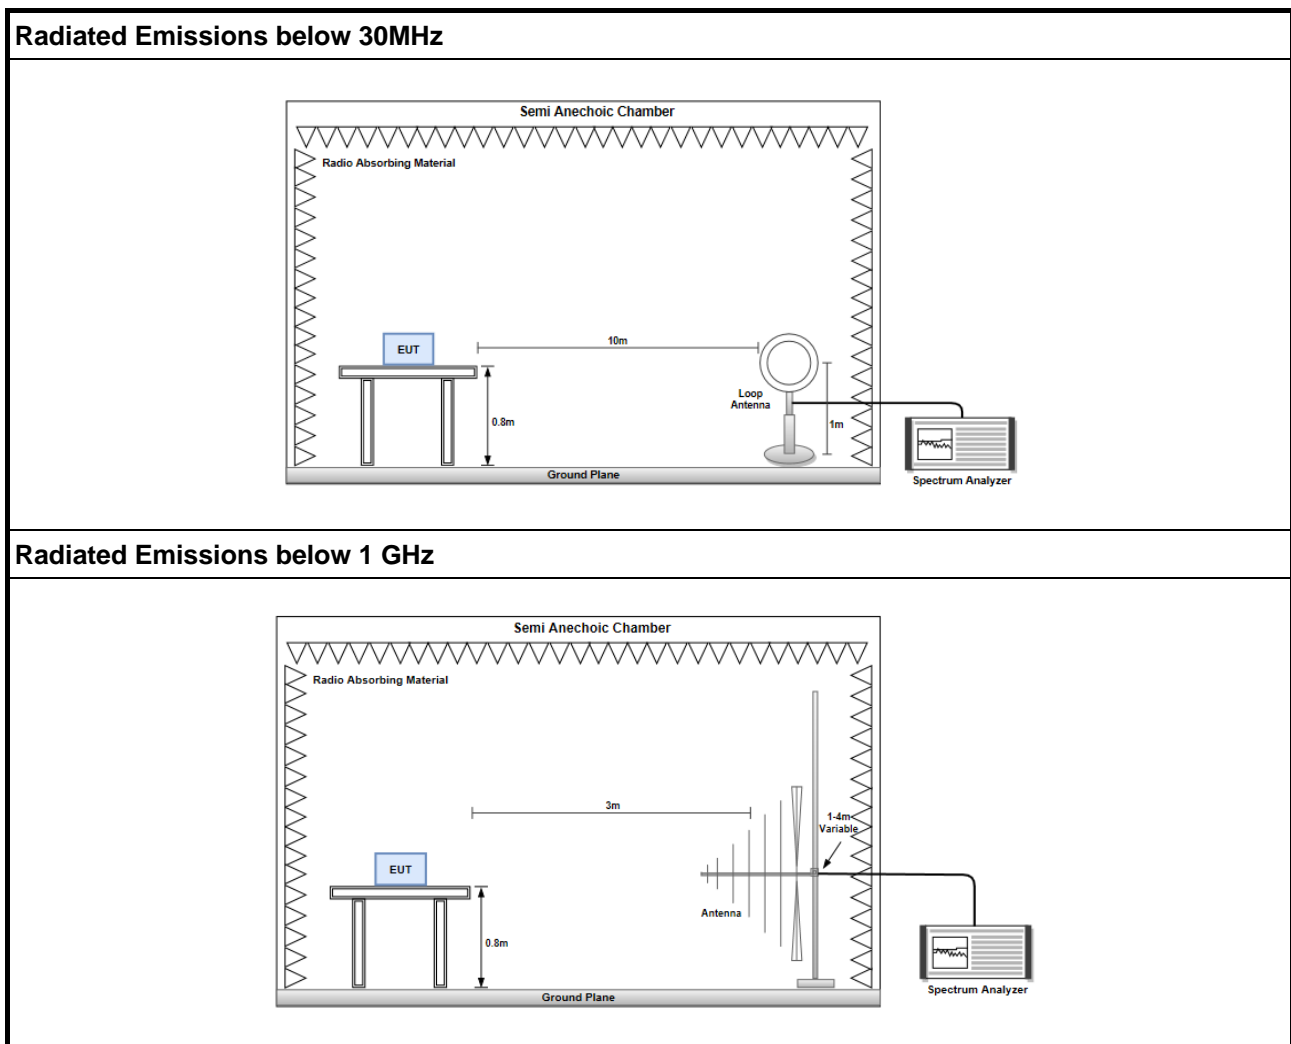 Radiated Emissions below 30MHz
Semi Anechoic Chamber
Radio Absorbing Material
EUT
10m
Loop
Antenna
0.8m
1m
Ground Plane
Spectrum Analyzer
Radiated Emissions below 1 GHz
Semi Anechoic Chamber
Radio Absorbing Material
3m
1-4m
Variable
EUT
Antenna
0.8m
Ground Plane
Spectrum Analyzer